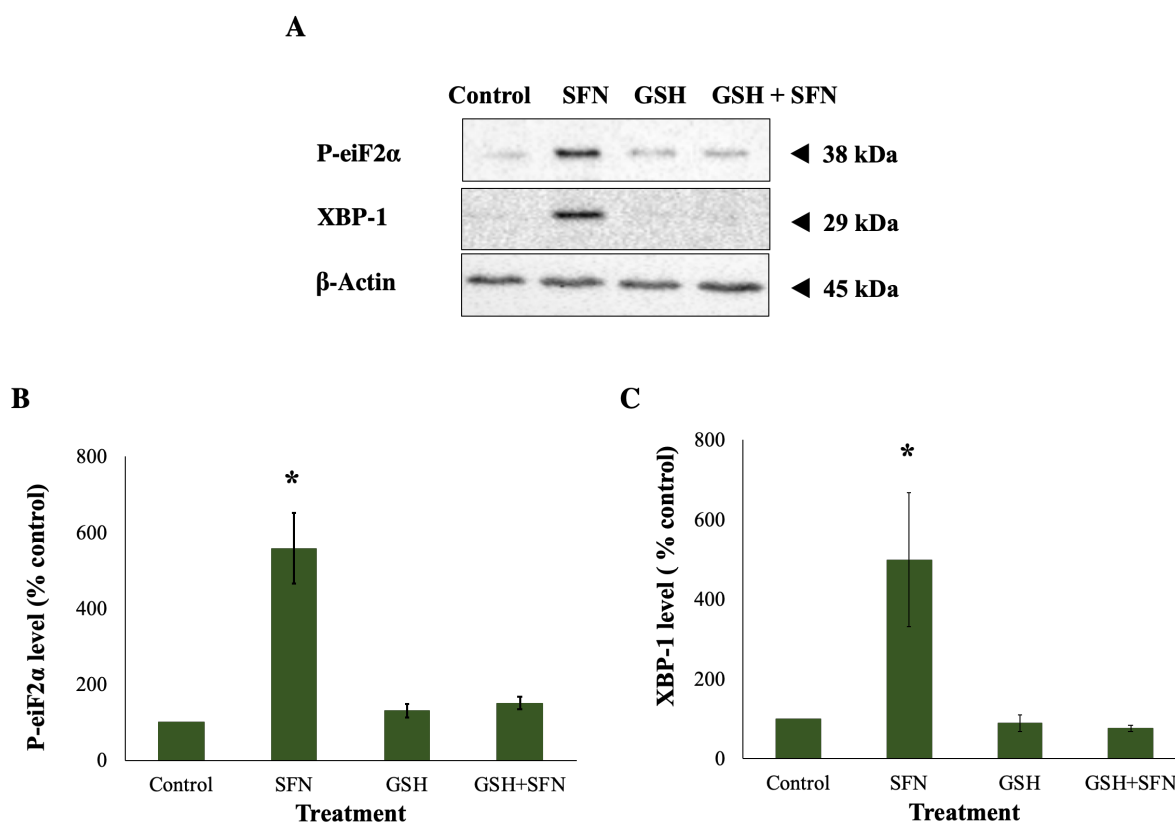 A
Control SFN GSH GSH + SFN
P-eiF2α ◄ 38 kDa
XBP-1 ◄ 29 kDa
β-Actin ◄ 45 kDa
B
P-eiF2α level (% control)
800
600
400
200
0
*
Control SFN GSH GSH+SFN
Treatment
C
XBP-1 level ( % control)
800
600
400
200
0
*
Control SFN GSH GSH+SFN
Treatment